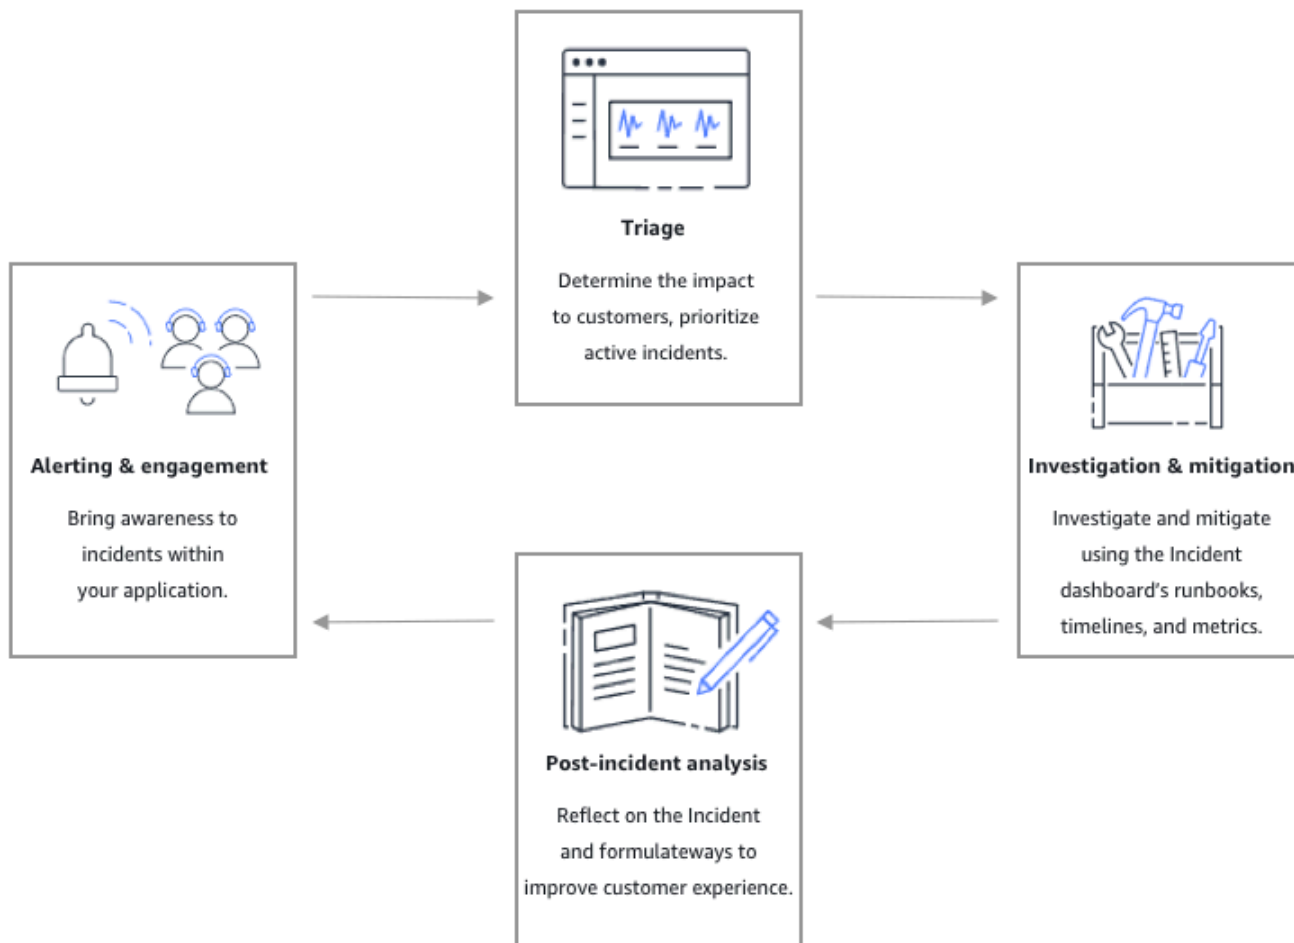 Triage
Determine the impact
to customers, prioritize
active incidents.
Alerting & engagement
Bring awareness to
incidents within
your application.
Investigation & mitigation
Investigate and mitigate
using the Incident
dashboard's runbooks,
timelines, and metrics.
Post-incident analysis
Reflect on the Incident
and formulateways to
improve customer experience.